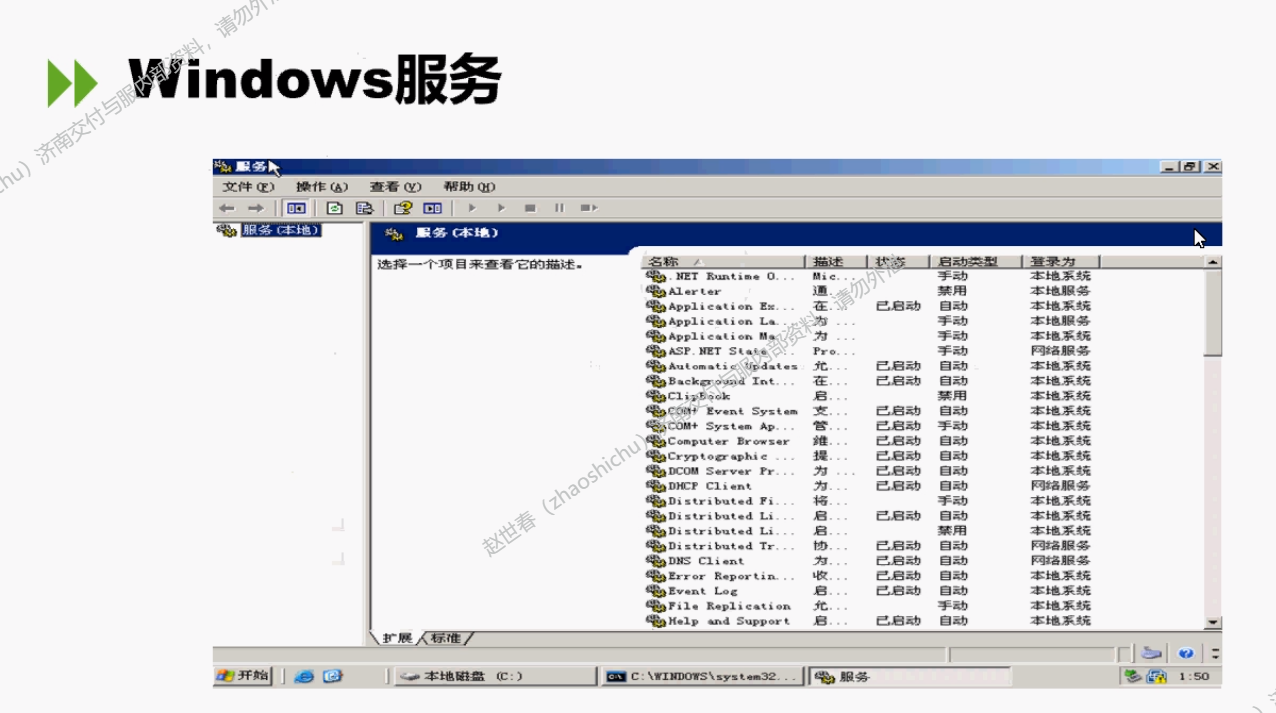 Windows服务
服务
文件(F) 操作(A) 查看(V) 帮助(H)
服务(本地)
服务(本地)
选择一个项目来查看它的描述。
名称 描述 状态 启动类型 登录为
.NET Runtime O... Mic... 手动 本地系统
Alerter 通... 禁用 本地服务
Application Ex... 在... 已启动 自动 本地系统
Application La... 为 ... 手动 本地服务
Application Ma... 为 ... 手动 本地系统
ASP.NET State ... Pro... 手动 网络服务
Automatic Updates 允... 已启动 自动 本地系统
Background Int... 在... 已启动 自动 本地系统
ClipBook 启... 禁用 本地系统
COM+ Event System 支... 已启动 自动 本地系统
COM+ System Ap... 管... 已启动 手动 本地系统
Computer Browser 维... 已启动 自动 本地系统
Cryptographic ... 提... 已启动 自动 本地系统
DCOM Server Pr... 为 ... 已启动 自动 本地系统
DHCP Client 为... 已启动 自动 网络服务
Distributed Fi... 将... 手动 本地系统
Distributed Li... 启... 已启动 自动 本地系统
Distributed Li... 启... 禁用 本地系统
Distributed Tr... 协... 已启动 自动 网络服务
DNS Client 为... 已启动 自动 网络服务
Error Reportin... 收... 已启动 自动 本地系统
Event Log 启... 已启动 自动 本地系统
File Replication 允... 手动 本地系统
Help and Support 启... 已启动 自动 本地系统
扩展 标准
开始 本地磁盘 (C:) C:\WINDOWS\system32... 服务 1:50
hu）济南交付与服内部资料，请勿外
赵世春（zhaoshichu）济南交付与服内部资料，请勿外泄